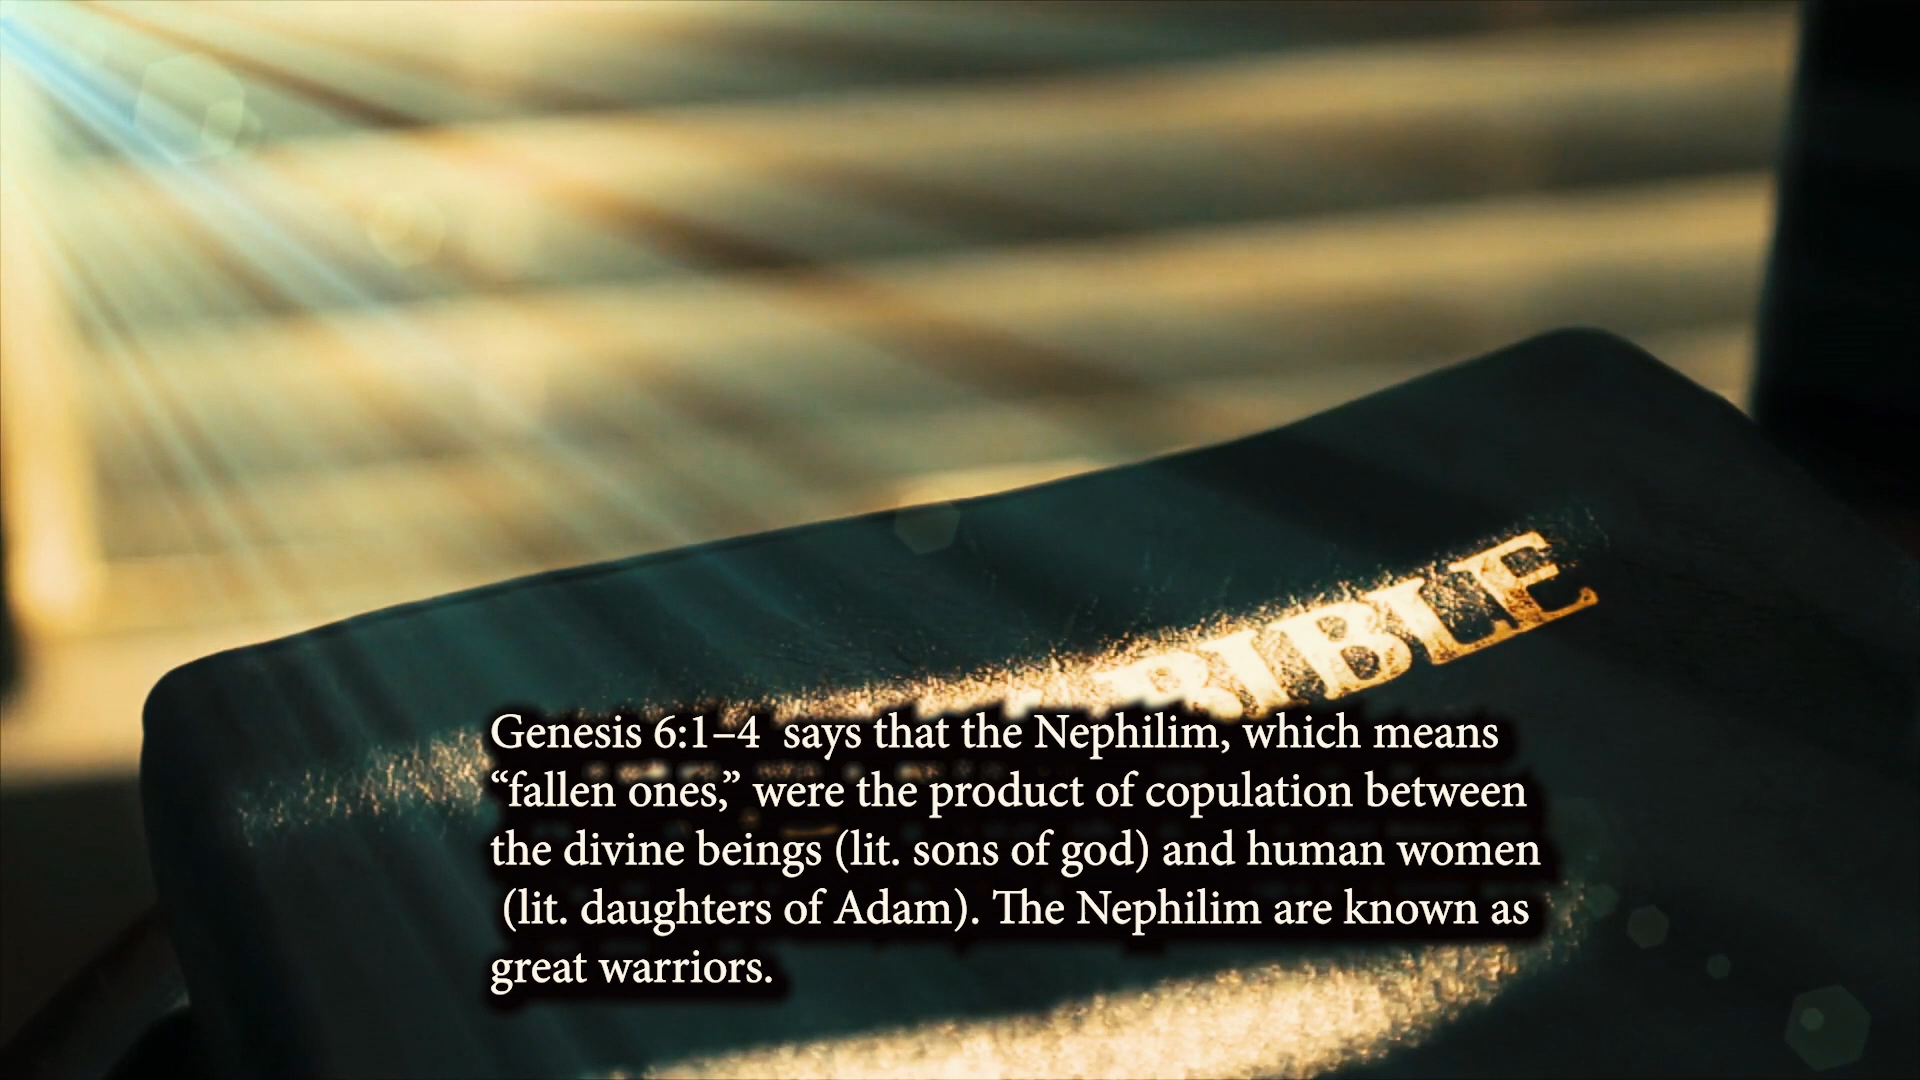 BIBLE
Genesis 6:1–4  says that the Nephilim, which means
“fallen ones,” were the product of copulation between
the divine beings (lit. sons of god) and human women
(lit. daughters of Adam). The Nephilim are known as
great warriors.